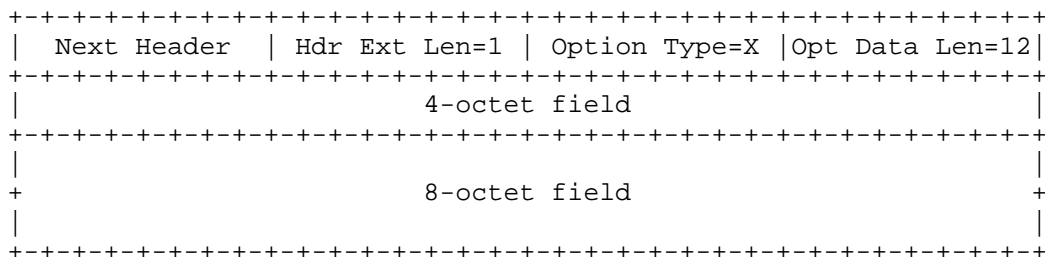 +-+-+-+-+-+-+-+-+-+-+-+-+-+-+-+-+-+-+-+-+-+-+-+-+-+-+-+-+-+-+-+-+
|  Next Header  | Hdr Ext Len=1 | Option Type=X |Opt Data Len=12|
+-+-+-+-+-+-+-+-+-+-+-+-+-+-+-+-+-+-+-+-+-+-+-+-+-+-+-+-+-+-+-+-+
|                         4-octet field                         |
+-+-+-+-+-+-+-+-+-+-+-+-+-+-+-+-+-+-+-+-+-+-+-+-+-+-+-+-+-+-+-+-+
|                                                               |
+                         8-octet field                         +
|                                                               |
+-+-+-+-+-+-+-+-+-+-+-+-+-+-+-+-+-+-+-+-+-+-+-+-+-+-+-+-+-+-+-+-+